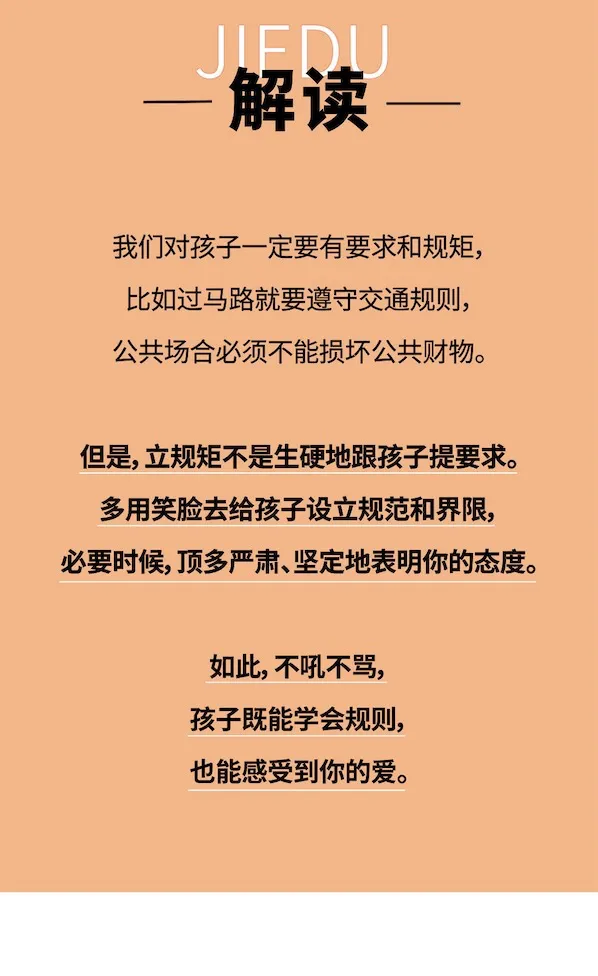 JIEDU
解读
我们对孩子一定要有要求和规矩,
比如过马路就要遵守交通规则,
公共场合必须不能损坏公共财物。
但是, 立规矩不是生硬地跟孩子提要求。
多用笑脸去给孩子设立规范和界限,
必要时候, 顶多严肃、坚定地表明你的态度。
如此, 不吼不骂,
孩子既能学会规则,
也能感受到你的爱。